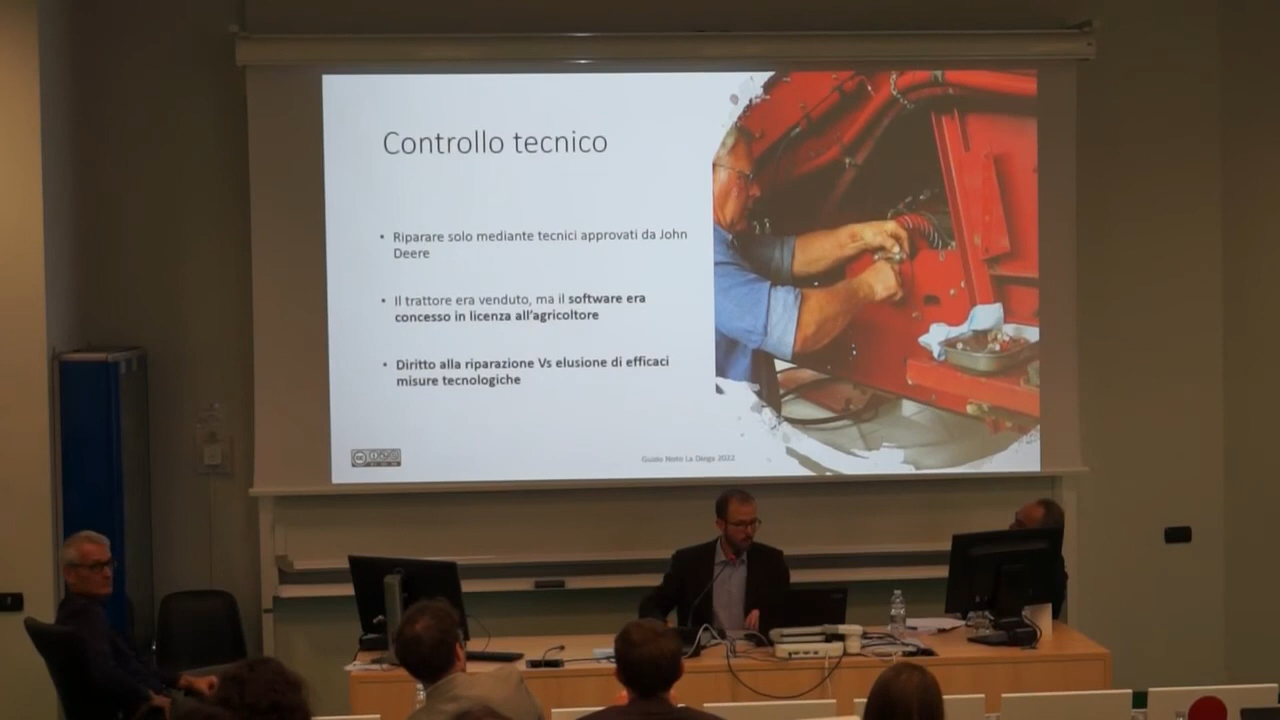 Controllo tecnico
• Riparare solo mediante tecnici approvati da John
Deere
• Il trattore era venduto, ma il software era
concesso in licenza all'agricoltore
• Diritto alla riparazione Vs elusione di efficaci
misure tecnologiche
Guido Noto La Diega 2022